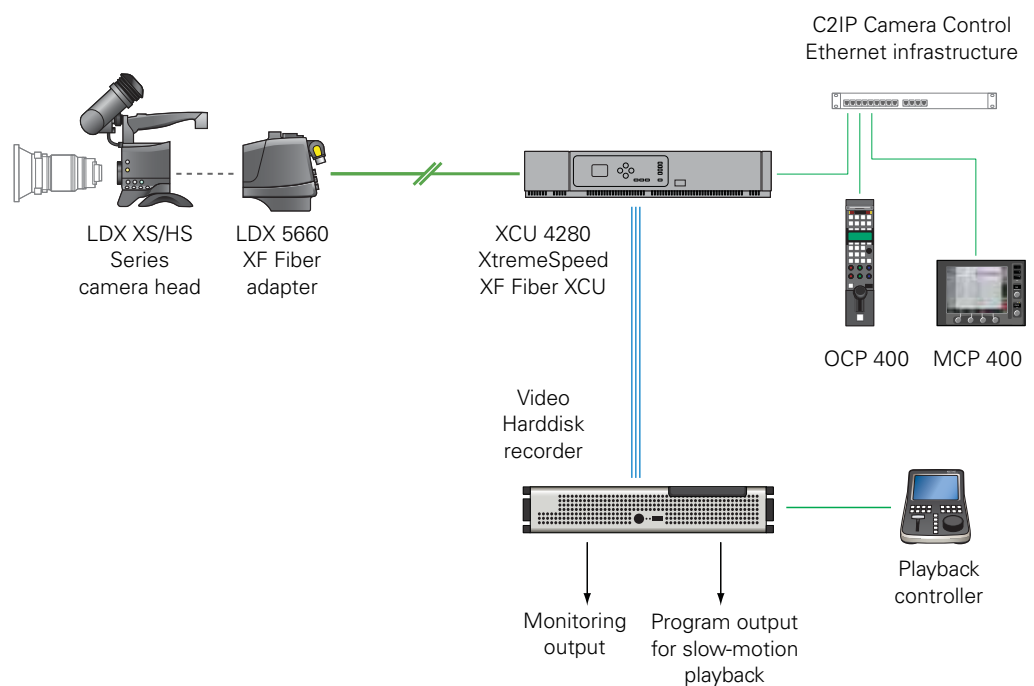 C2IP Camera Control
Ethernet infrastructure
LDX XS/HS
Series
camera head
LDX 5660
XF Fiber
adapter
XCU 4280
XtremeSpeed
XF Fiber XCU
OCP 400
MCP 400
Video
Harddisk
recorder
Playback
controller
Monitoring
output
Program output
for slow-motion
playback